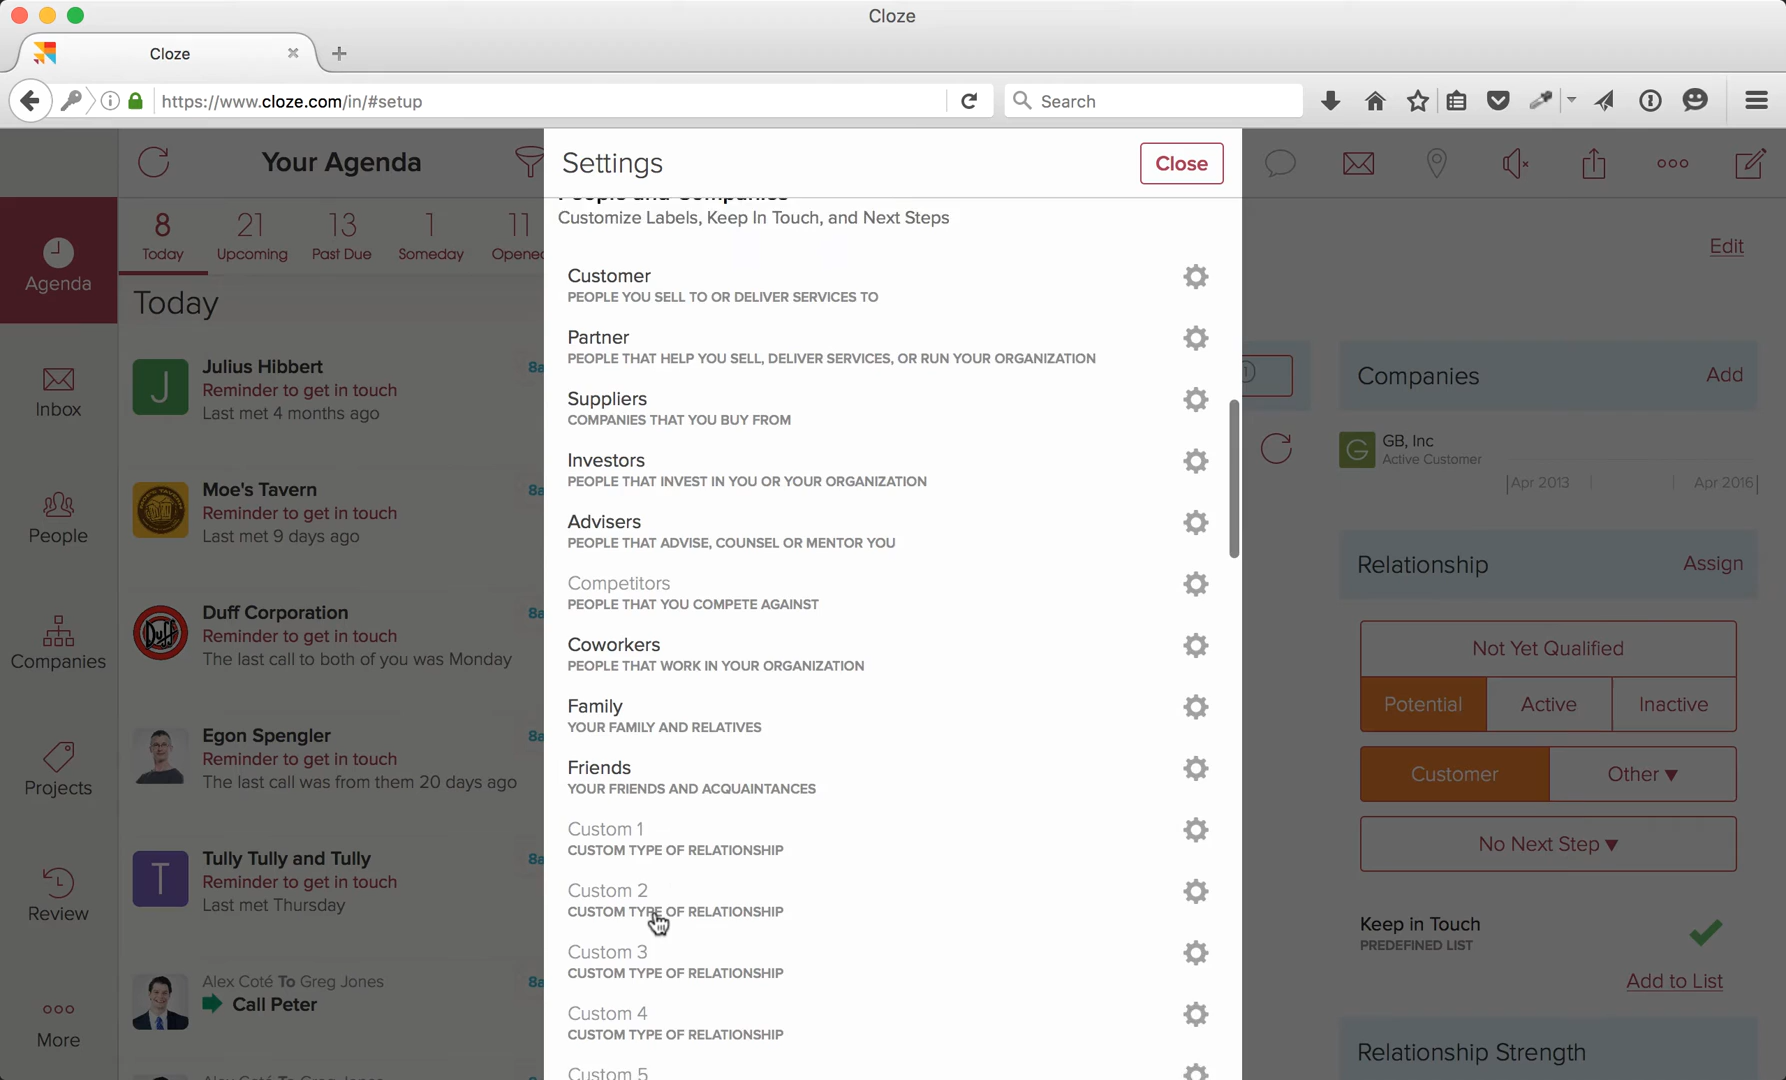 Cloze
Cloze
https://www.cloze.com/in/#setup
Search
Your Agenda
8
Today
21
Upcoming
13
Past Due
1
Someday
11
Opened
Agenda
Inbox
People
Companies
Projects
Review
More
Today
Julius Hibbert
Reminder to get in touch
Last met 4 months ago
8a
Moe's Tavern
Reminder to get in touch
Last met 9 days ago
8a
Duff Corporation
Reminder to get in touch
The last call to both of you was Monday
8a
Egon Spengler
Reminder to get in touch
The last call was from them 20 days ago
8a
Tully Tully and Tully
Reminder to get in touch
Last met Thursday
8a
Alex Coté To Greg Jones
Call Peter
8a
J
DUFF
T
Settings
Close
People and Companies
Customize Labels, Keep In Touch, and Next Steps
Customer
PEOPLE YOU SELL TO OR DELIVER SERVICES TO
Partner
PEOPLE THAT HELP YOU SELL, DELIVER SERVICES, OR RUN YOUR ORGANIZATION
Suppliers
COMPANIES THAT YOU BUY FROM
Investors
PEOPLE THAT INVEST IN YOU OR YOUR ORGANIZATION
Advisers
PEOPLE THAT ADVISE, COUNSEL OR MENTOR YOU
Competitors
PEOPLE THAT YOU COMPETE AGAINST
Coworkers
PEOPLE THAT WORK IN YOUR ORGANIZATION
Family
YOUR FAMILY AND RELATIVES
Friends
YOUR FRIENDS AND ACQUAINTANCES
Custom 1
CUSTOM TYPE OF RELATIONSHIP
Custom 2
CUSTOM TYPE OF RELATIONSHIP
Custom 3
CUSTOM TYPE OF RELATIONSHIP
Custom 4
CUSTOM TYPE OF RELATIONSHIP
Custom 5
Edit
Companies
Add
G
GB, Inc
Active Customer
Apr 2013
Apr 2016
Relationship
Assign
Not Yet Qualified
Potential
Active
Inactive
Customer
Other ▼
No Next Step ▼
Keep in Touch
PREDEFINED LIST
Add to List
Relationship Strength